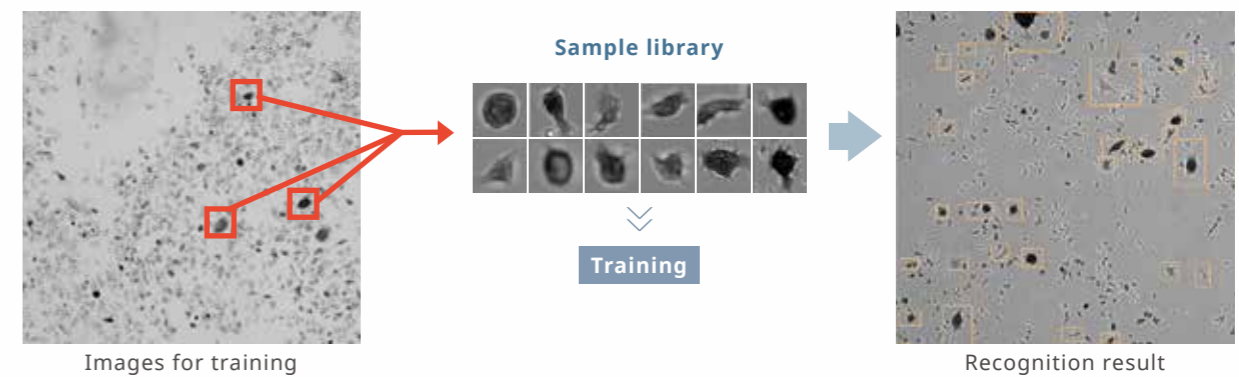 Sample library
Training
Images for training
Recognition result